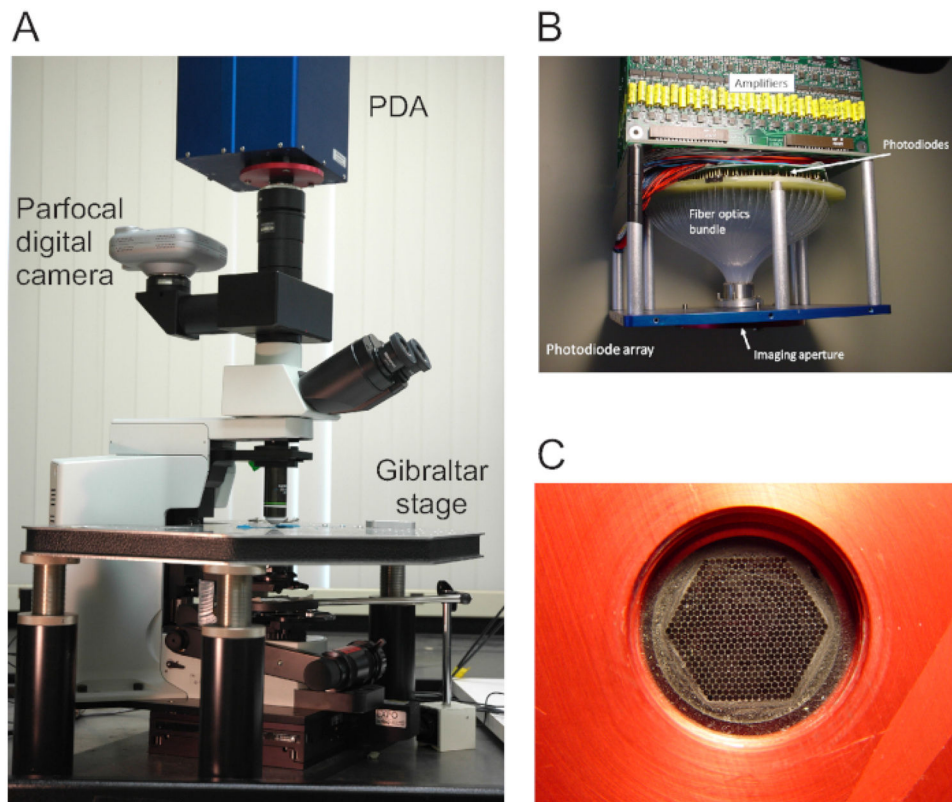 A
PDA
Parfocal
digital
camera
Gibraltar
stage
B
Amplifiers
Photodiodes
Fiber optics
bundle
Photodiode array
Imaging aperture
C